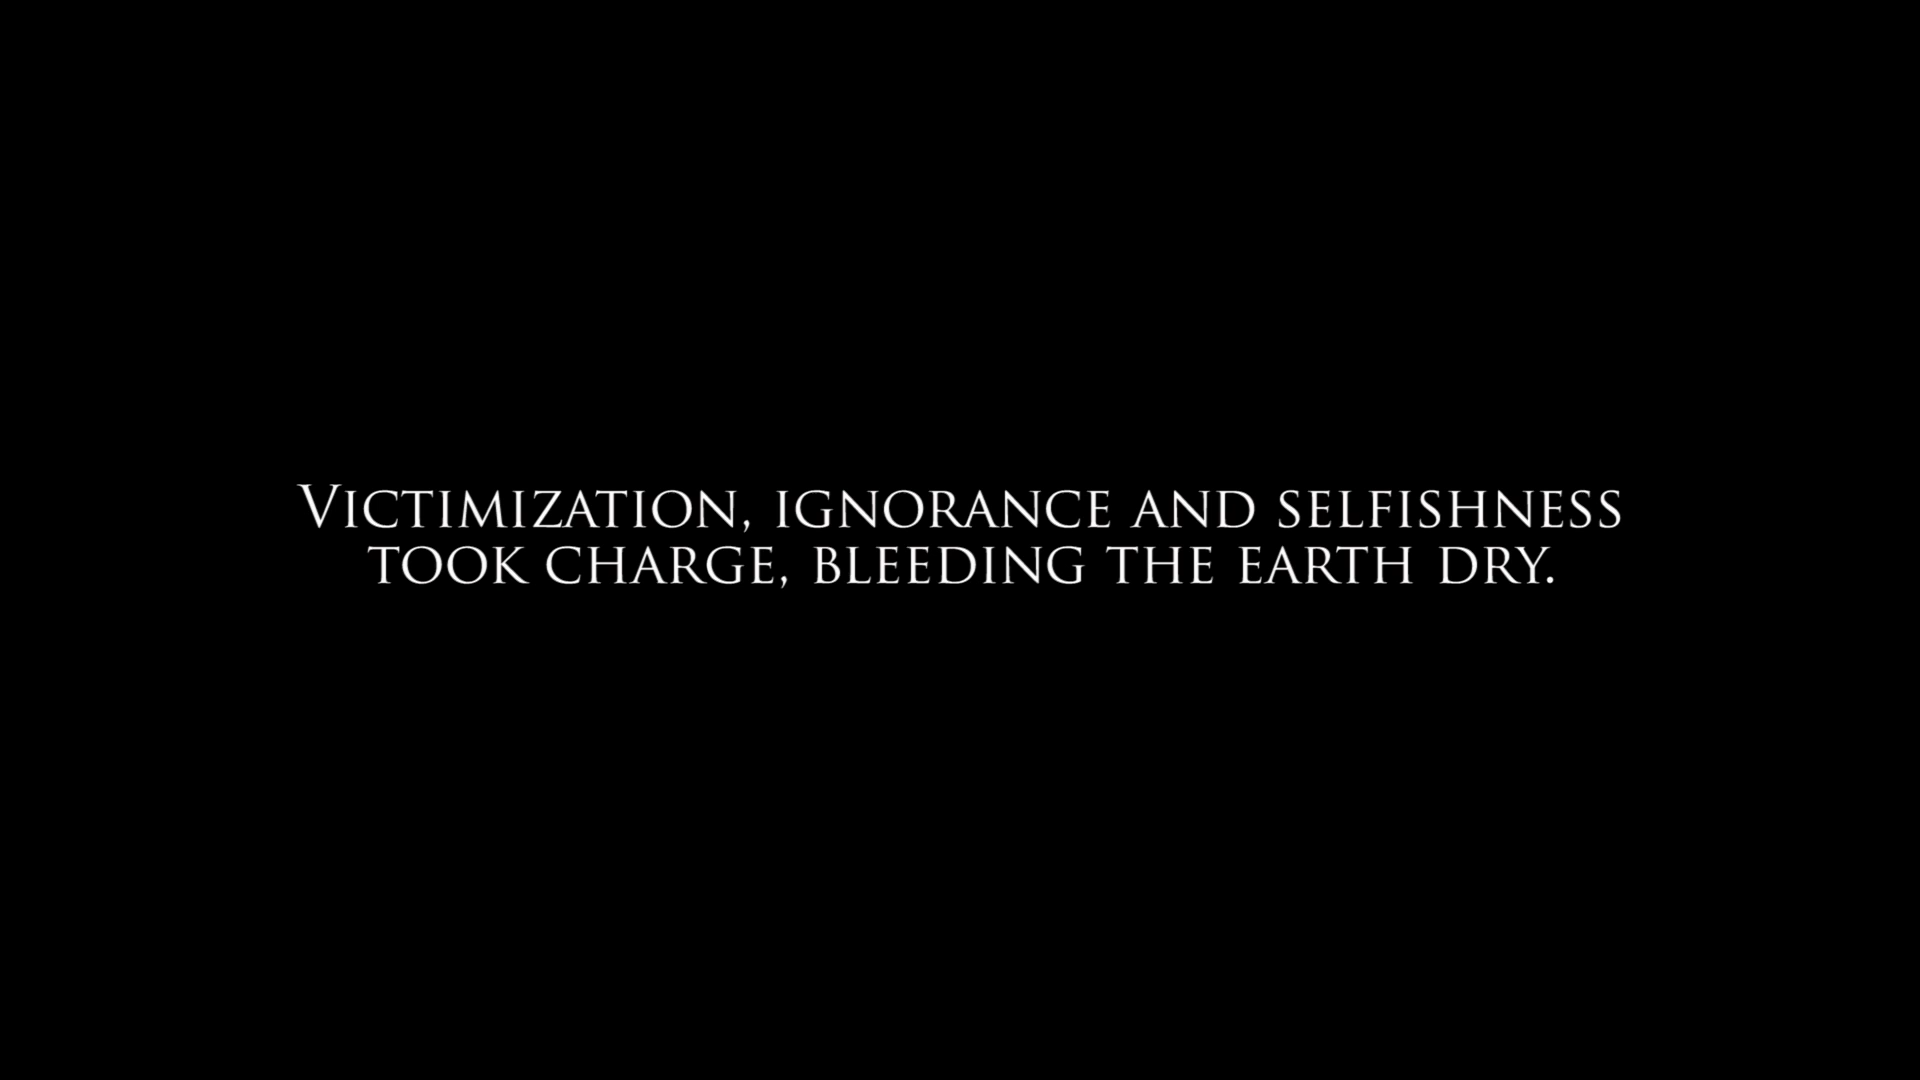 Victimization, ignorance and selfishness
took charge, bleeding the earth dry.